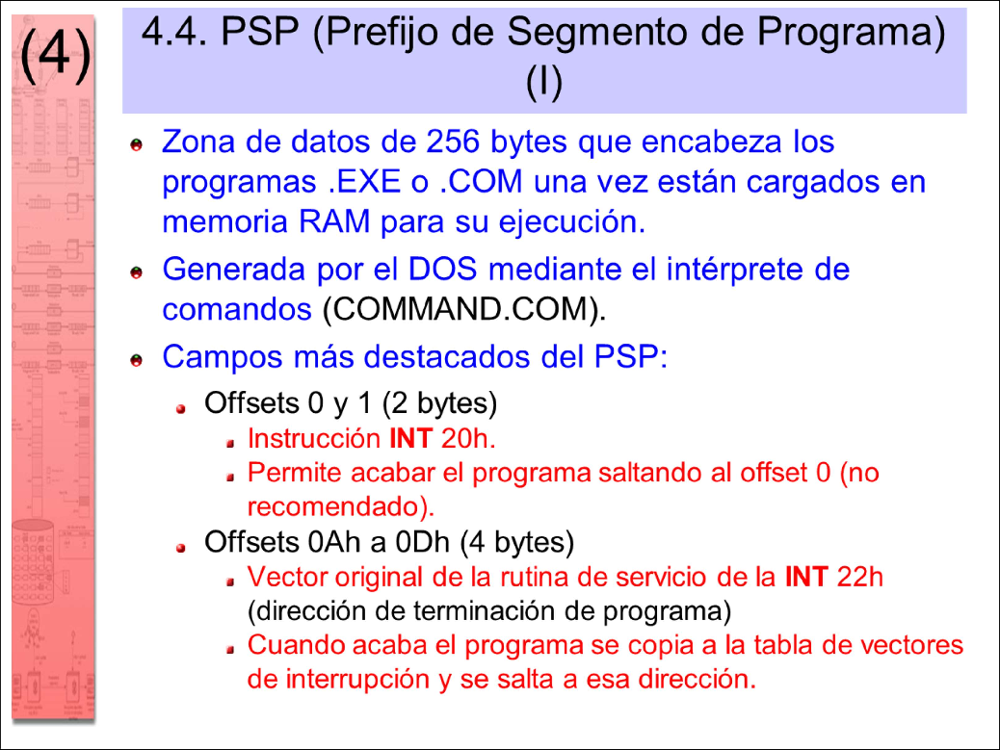 (4)
4.4. PSP (Prefijo de Segmento de Programa)
(I)
Zona de datos de 256 bytes que encabeza los
programas .EXE o .COM una vez están cargados en
memoria RAM para su ejecución.
Generada por el DOS mediante el intérprete de
comandos (COMMAND.COM).
Campos más destacados del PSP:
Offsets 0 y 1 (2 bytes)
Instrucción INT 20h.
Permite acabar el programa saltando al offset 0 (no
recomendado).
Offsets 0Ah a 0Dh (4 bytes)
Vector original de la rutina de servicio de la INT 22h
(dirección de terminación de programa)
Cuando acaba el programa se copia a la tabla de vectores
de interrupción y se salta a esa dirección.